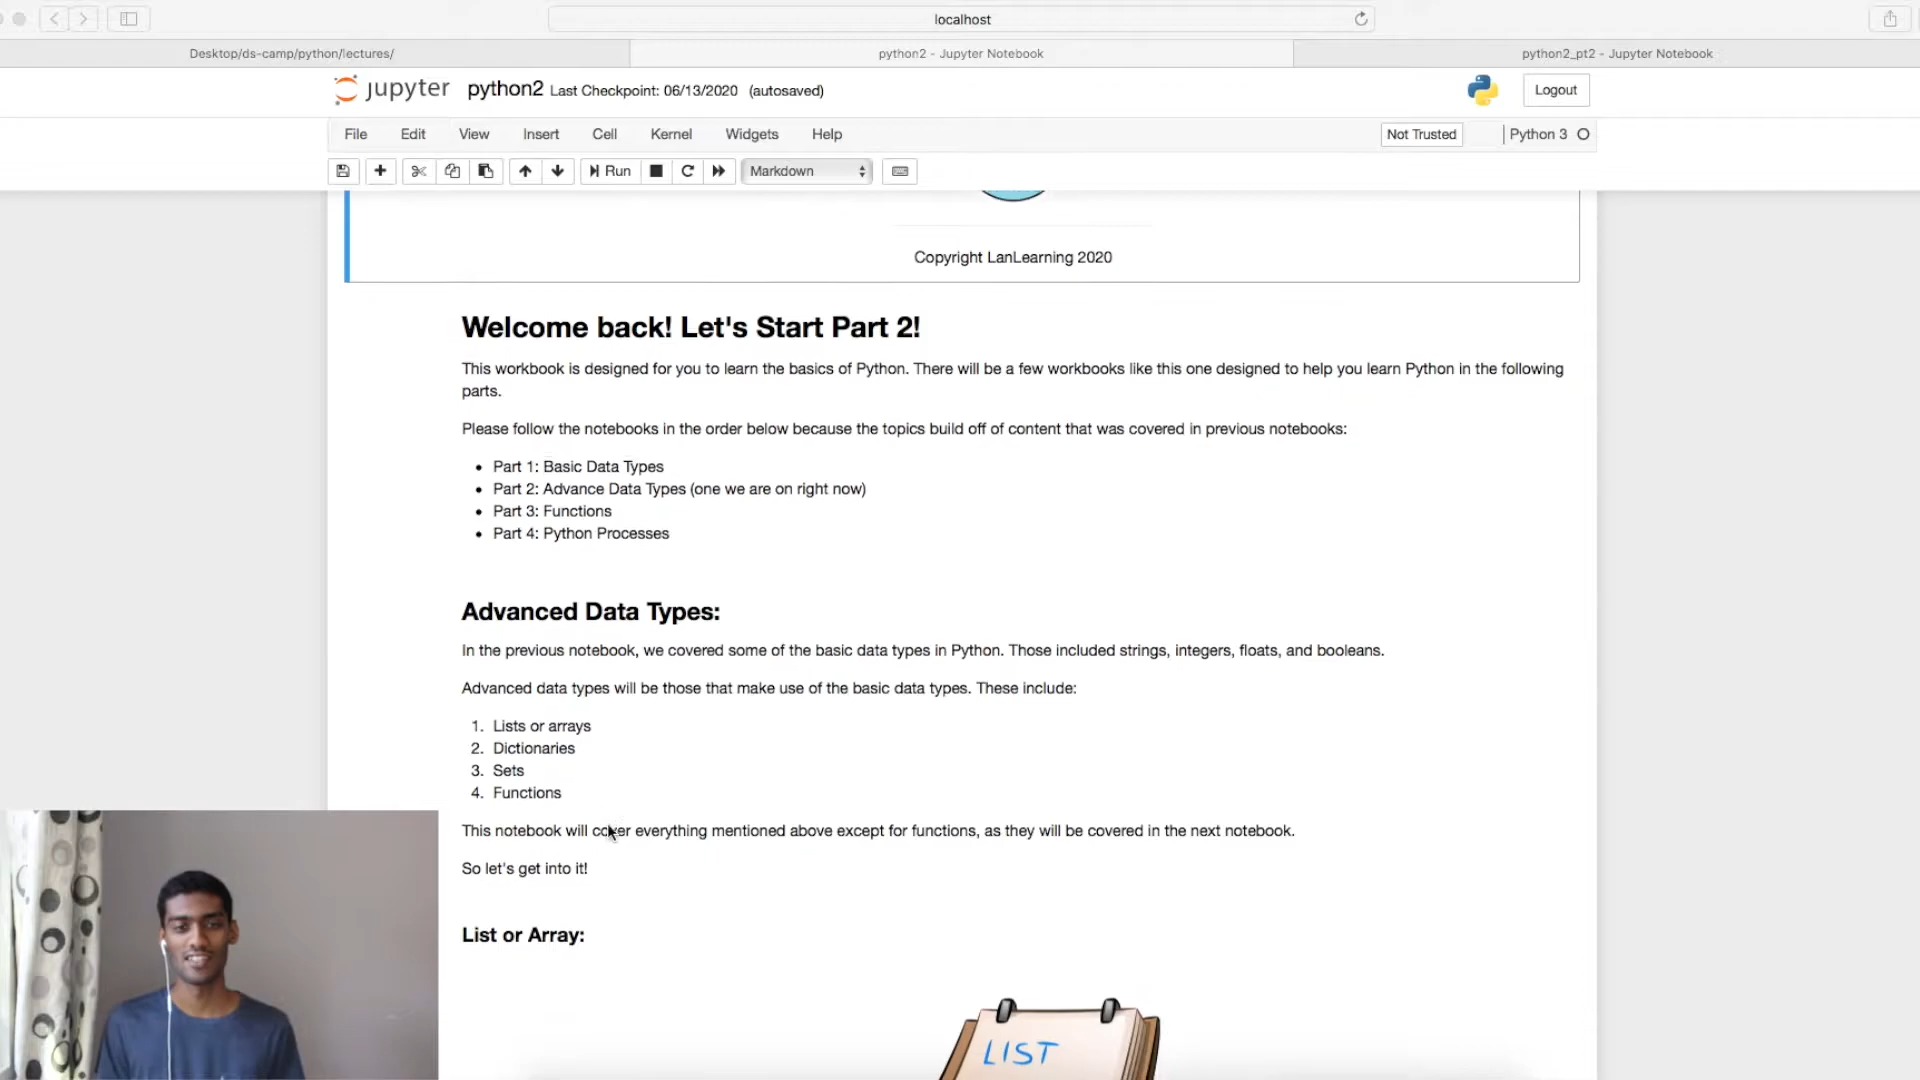 localhost
Desktop/ds-camp/python/lectures/
python2 - Jupyter Notebook
python2_pt2 - Jupyter Notebook
jupyter python2 Last Checkpoint: 06/13/2020 (autosaved)
Logout
File Edit View Insert Cell Kernel Widgets Help
Not Trusted
Python 3
Run
Markdown
Copyright LanLearning 2020
Welcome back! Let's Start Part 2!
This workbook is designed for you to learn the basics of Python. There will be a few workbooks like this one designed to help you learn Python in the following
parts.
Please follow the notebooks in the order below because the topics build off of content that was covered in previous notebooks:
• Part 1: Basic Data Types
• Part 2: Advance Data Types (one we are on right now)
• Part 3: Functions
• Part 4: Python Processes
Advanced Data Types:
In the previous notebook, we covered some of the basic data types in Python. Those included strings, integers, floats, and booleans.
Advanced data types will be those that make use of the basic data types. These include:
1. Lists or arrays
2. Dictionaries
3. Sets
4. Functions
This notebook will cover everything mentioned above except for functions, as they will be covered in the next notebook.
So let's get into it!
List or Array:
LIST